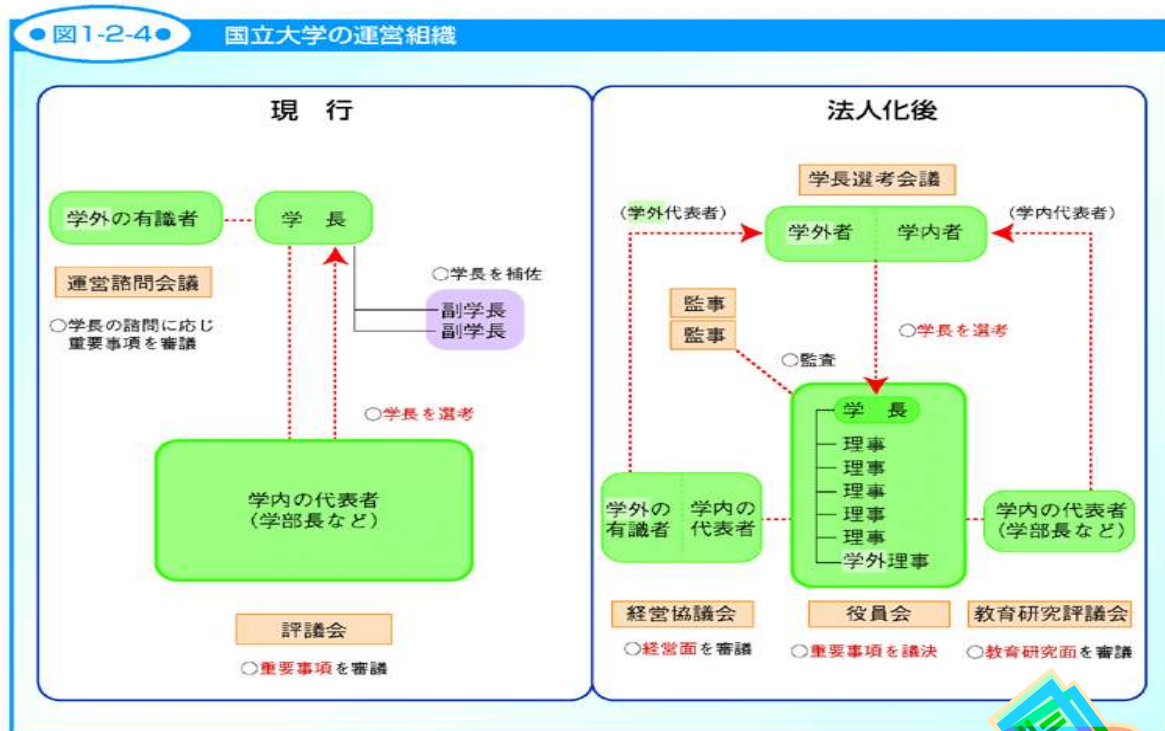 ●図1-2-4●
国立大学の運営組織
現 行
学外の有識者
学 長
運営諮問会議
○学長の諮問に応じ
重要事項を審議
○学長を補佐
副学長
副学長
○学長を選考
学内の代表者
(学部長など)
評議会
○重要事項を審議
法人化後
学長選考会議
(学外代表者)
(学内代表者)
学外者
学内者
監事
監事
○学長を選考
○監査
学 長
理事
理事
理事
理事
理事
学外理事
学外の
有識者
学内の
代表者
学内の代表者
(学部長など)
経営協議会
役員会
教育研究評議会
○経営面を審議
○重要事項を議決
○教育研究面を審議